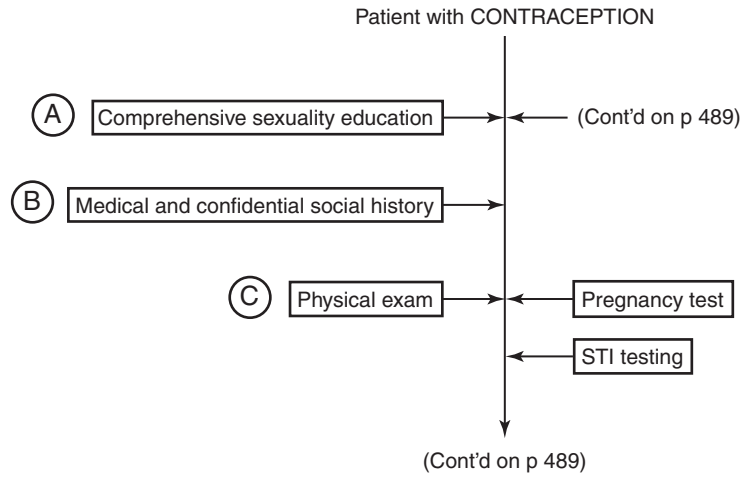 Patient with CONTRACEPTION
A
Comprehensive sexuality education
(Cont'd on p 489)
B
Medical and confidential social history
C
Physical exam
Pregnancy test
STI testing
(Cont'd on p 489)